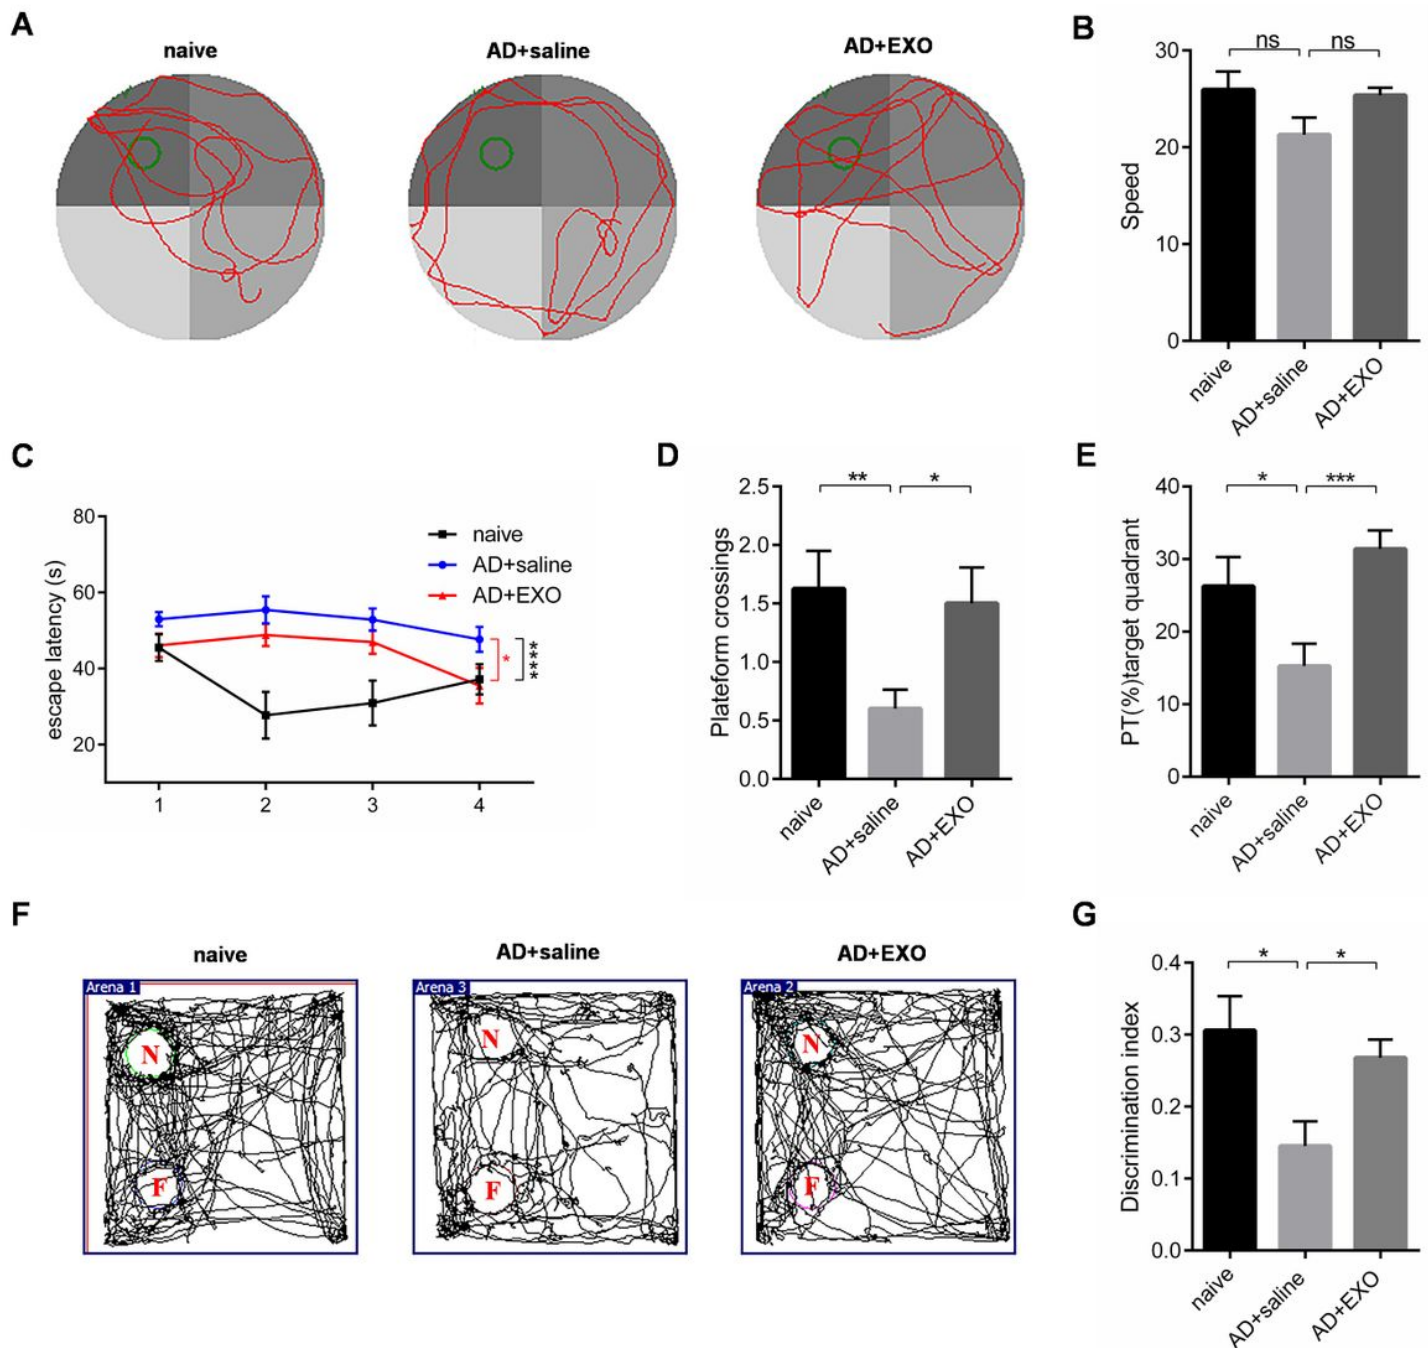 A
naive
AD+saline
AD+EXO
B
30
20
10
0
Speed
ns
ns
naive
AD+saline
AD+EXO
C
80
60
40
20
escape latency (s)
naive
AD+saline
AD+EXO
*
****
1
2
3
4
D
2.5
2.0
1.5
1.0
0.5
0.0
Plateform crossings
**
*
naive
AD+saline
AD+EXO
E
40
30
20
10
0
PT(%)target quadrant
*
***
naive
AD+saline
AD+EXO
F
naive
AD+saline
AD+EXO
Arena 1
N
F
Arena 3
N
F
Arena 2
N
F
G
0.4
0.3
0.2
0.1
0.0
Discrimination index
*
*
naive
AD+saline
AD+EXO